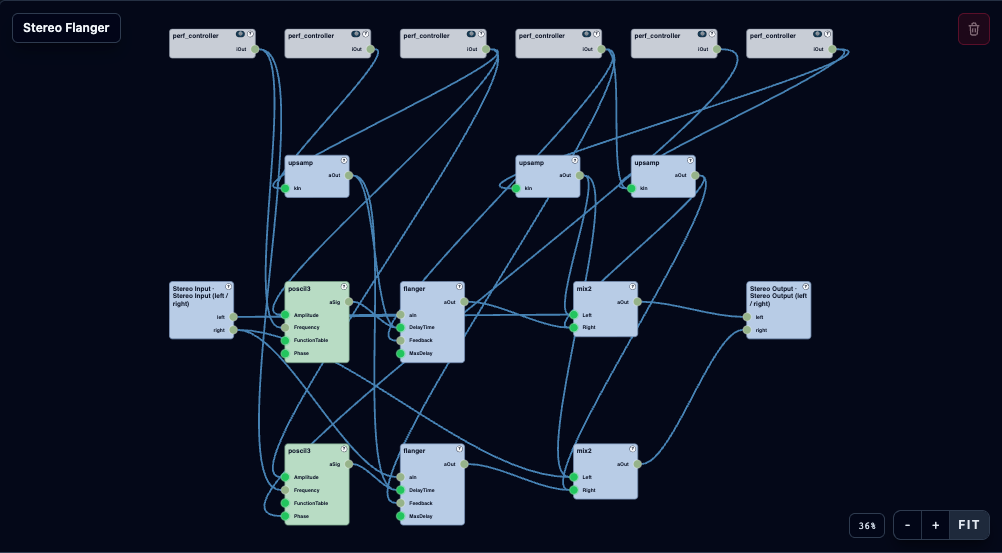 Stereo Flanger
perf_controller
iOut
perf_controller
iOut
perf_controller
iOut
perf_controller
iOut
perf_controller
iOut
perf_controller
iOut
upsamp
aOut
kIn
upsamp
aOut
kIn
upsamp
aOut
kIn
Stereo Input ·
Stereo Input (left /
right)
left
right
poscil3
aSig
Amplitude
Frequency
FunctionTable
Phase
flanger
aOut
ain
DelayTime
Feedback
MaxDelay
mix2
aOut
Left
Right
Stereo Output ·
Stereo Output (left
/ right)
left
right
poscil3
aSig
Amplitude
Frequency
FunctionTable
Phase
flanger
aOut
ain
DelayTime
Feedback
MaxDelay
mix2
aOut
Left
Right
36%
-
+
FIT